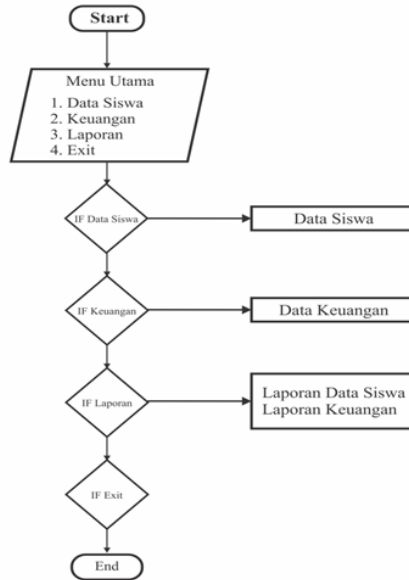 Start
Menu Utama
1. Data Siswa
2. Keuangan
3. Laporan
4. Exit
IF Data Siswa
Data Siswa
IF Keuangan
Data Keuangan
IF Laporan
Laporan Data Siswa
Laporan Keuangan
IF Exit
End